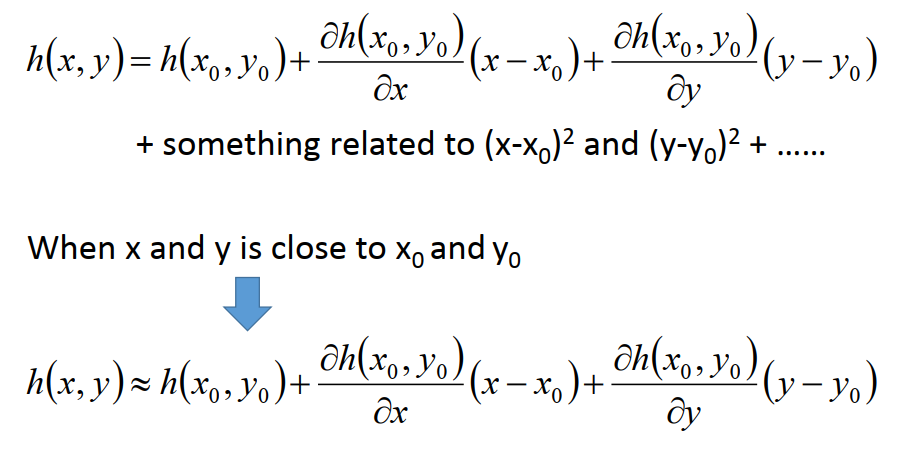 h(x, y) = h(x₀, y₀) + ∂h(x₀, y₀)/∂x (x − x₀) + ∂h(x₀, y₀)/∂y (y − y₀)
+ something related to (x-x₀)² and (y-y₀)² + ……
When x and y is close to x₀ and y₀
h(x, y) ≈ h(x₀, y₀) + ∂h(x₀, y₀)/∂x (x − x₀) + ∂h(x₀, y₀)/∂y (y − y₀)